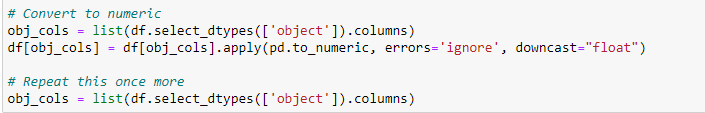 # Convert to numeric
obj_cols = list(df.select_dtypes(['object']).columns)
df[obj_cols] = df[obj_cols].apply(pd.to_numeric, errors='ignore', downcast="float")
# Repeat this once more
obj_cols = list(df.select_dtypes(['object']).columns)